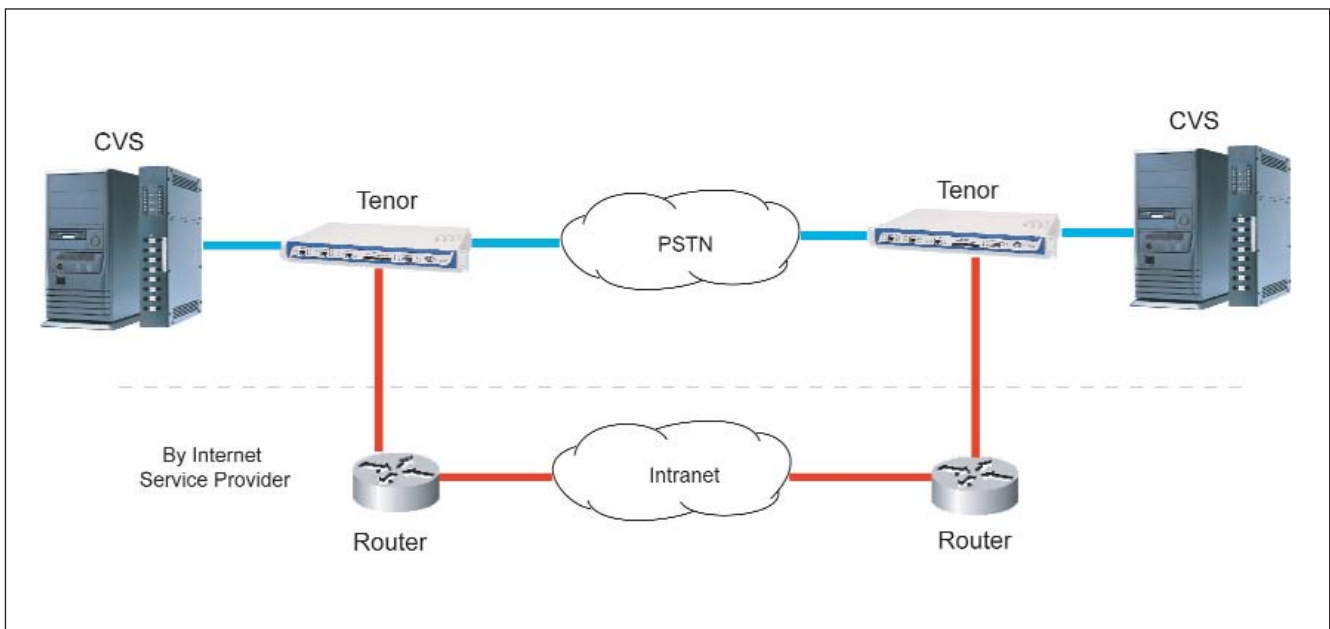 CVS
Tenor
PSTN
Tenor
CVS
By Internet
Service Provider
Router
Intranet
Router